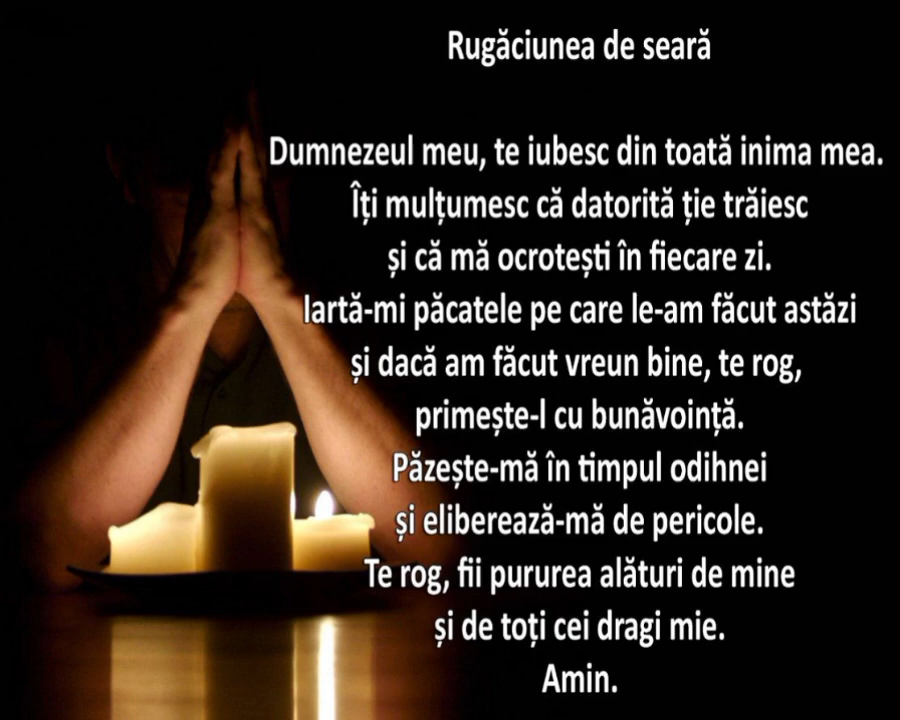 Rugăciunea de seară
Dumnezeul meu, te iubesc din toată inima mea.
Îți mulțumesc că datorită ție trăiesc
și că mă ocrotești în fiecare zi.
Iartă-mi păcatele pe care le-am făcut astăzi
și dacă am făcut vreun bine, te rog,
primește-l cu bunăvoință.
Păzește-mă în timpul odihnei
și eliberează-mă de pericole.
Te rog, fii pururea alături de mine
și de toți cei dragi mie.
Amin.